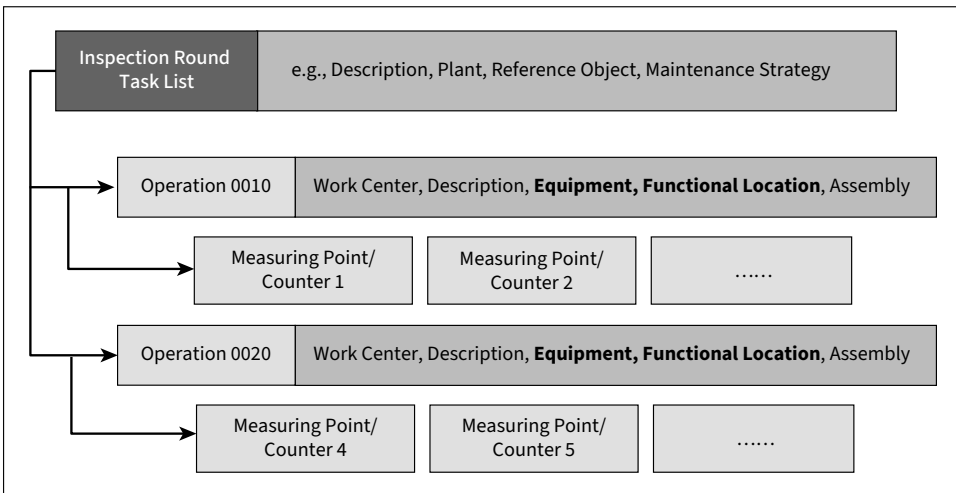 Inspection Round
Task List
e.g., Description, Plant, Reference Object, Maintenance Strategy
Operation 0010
Work Center, Description, Equipment, Functional Location, Assembly
Measuring Point/
Counter 1
Measuring Point/
Counter 2
……
Operation 0020
Work Center, Description, Equipment, Functional Location, Assembly
Measuring Point/
Counter 4
Measuring Point/
Counter 5
……